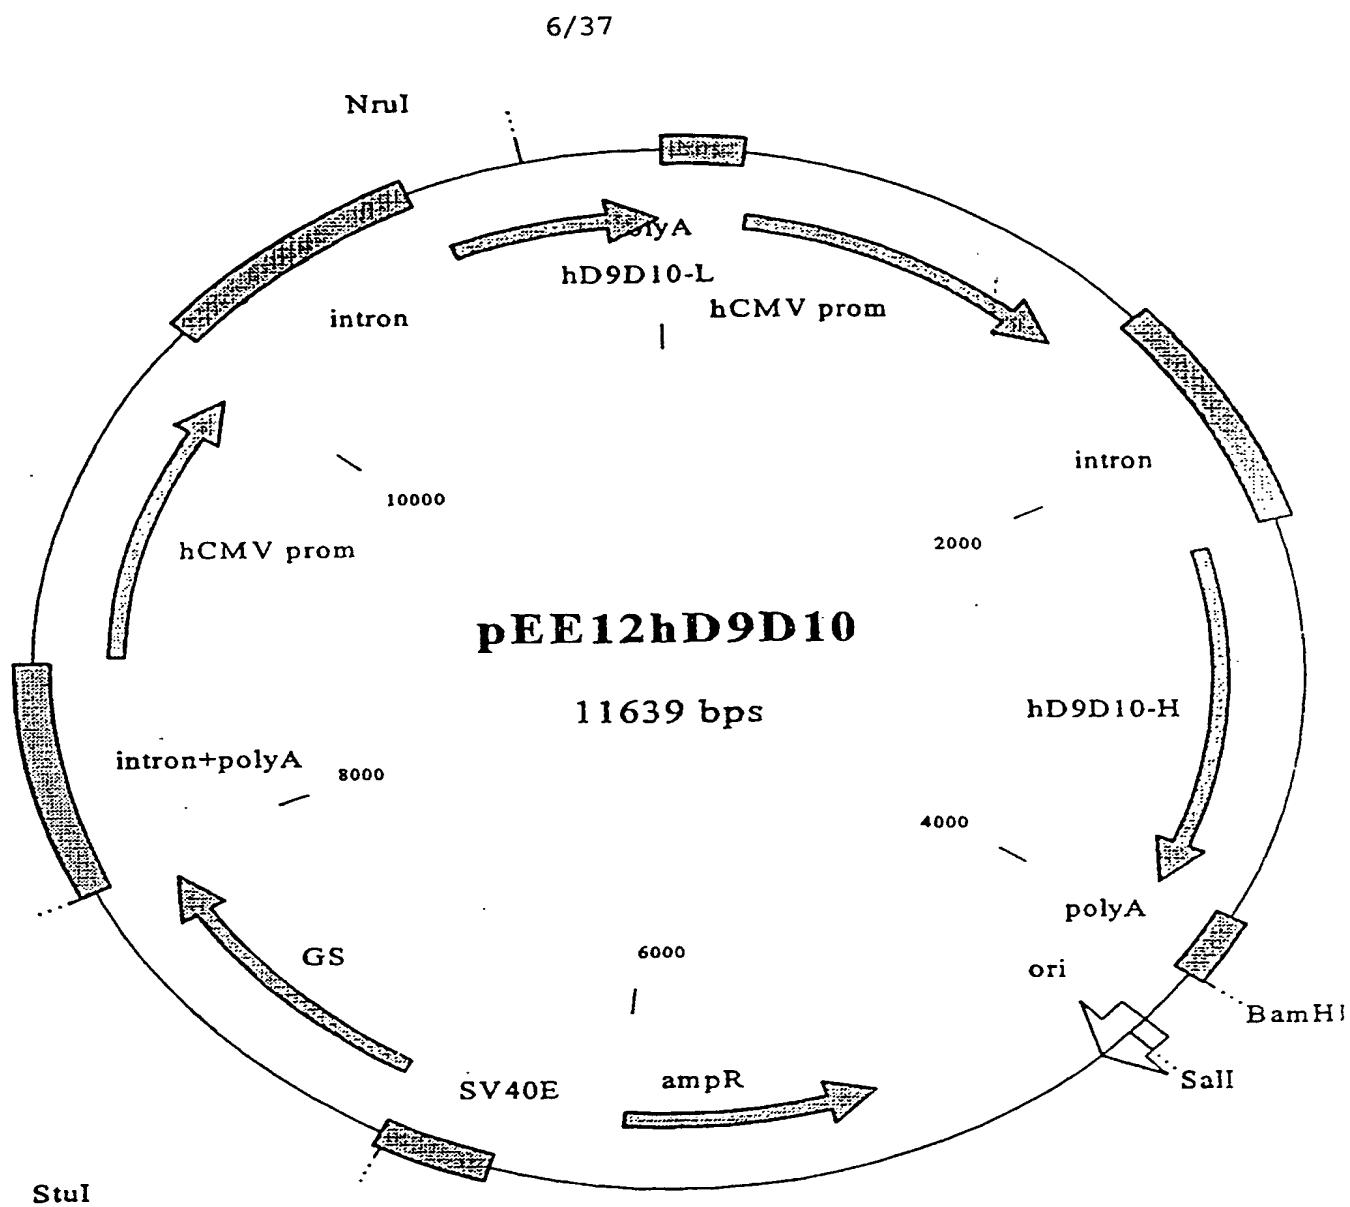 6/37
NruI
polyA
hD9D10-L
hCMV prom
intron
intron
10000
2000
hCMV prom
pEE12hD9D10
11639 bps
hD9D10-H
intron+polyA
8000
4000
polyA
GS
6000
ori
BamHI
SalI
SV40E
ampR
StuI